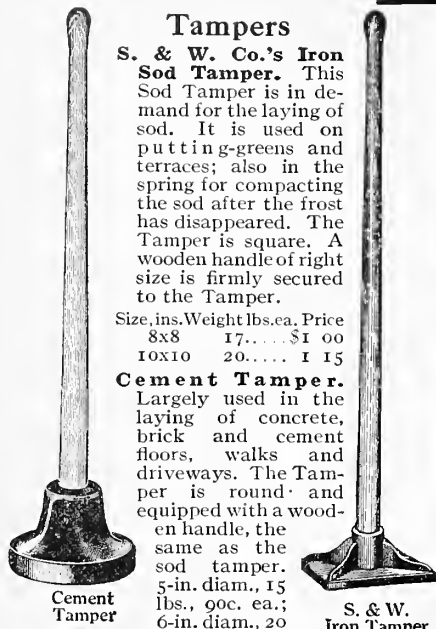 Tampers
S. & W. Co.'s Iron
Sod Tamper. This
Sod Tamper is in de-
mand for the laying of
sod. It is used on
putting-greens and
terraces; also in the
spring for compacting
the sod after the frost
has disappeared. The
Tamper is square. A
wooden handle of right
size is firmly secured
to the Tamper.
Size, ins. Weight lbs. ea. Price
8x8 17..... $1 00
10x10 20..... 1 15
Cement Tamper.
Largely used in the
laying of concrete,
brick and cement
floors, walks and
driveways. The Tam-
per is round and
equipped with a wood-
en handle, the
same as the
sod tamper.
5-in. diam., 15
lbs., 90c. ea.;
6-in. diam., 20
Cement
Tamper
S. & W.
Iron Tamper